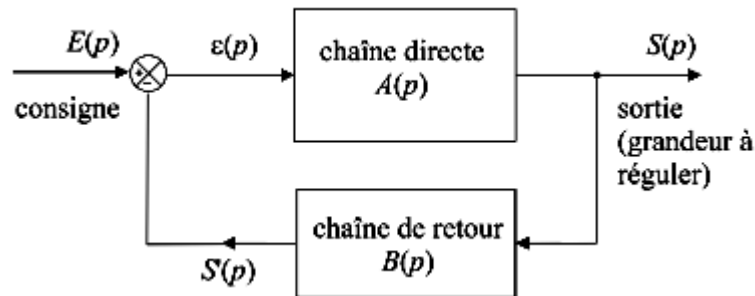 E(p)
ε(p)
chaîne directe
A(p)
S(p)
consigne
sortie
(grandeur à
réguler)
chaîne de retour
B(p)
S'(p)